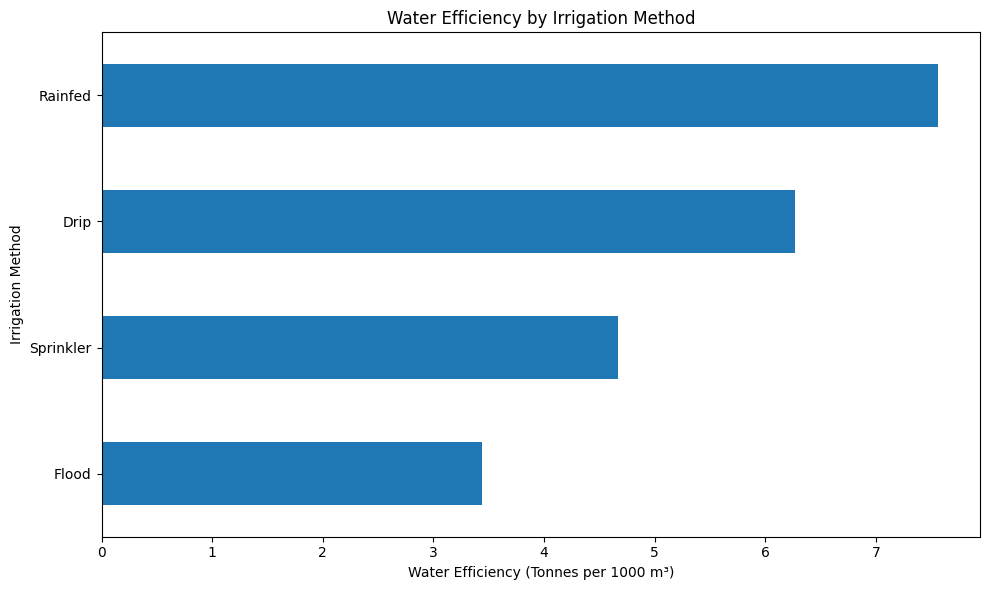 Water Efficiency by Irrigation Method
Irrigation Method
Rainfed
Drip
Sprinkler
Flood
0 1 2 3 4 5 6 7
Water Efficiency (Tonnes per 1000 m³)